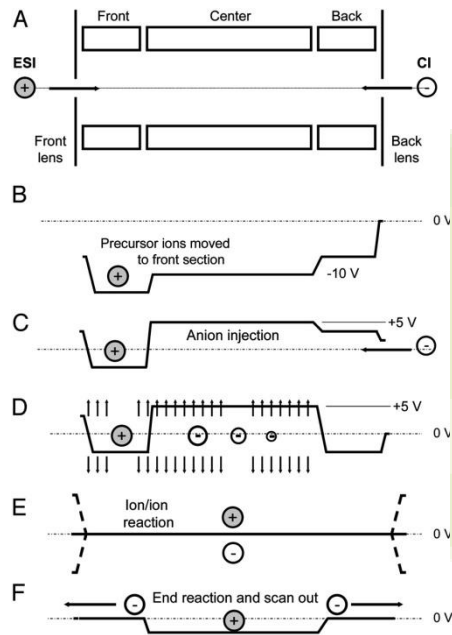 A
Front Center Back
ESI
+
CI
-
Front
lens
Back
lens
B
0 V
Precursor ions moved
to front section
+
-10 V
C
+5 V
Anion injection
+
-
D
+5 V
+
-
-
-
0 V
E
Ion/ion
reaction
+
0 V
-
F
End reaction and scan out
-
-
0 V
+